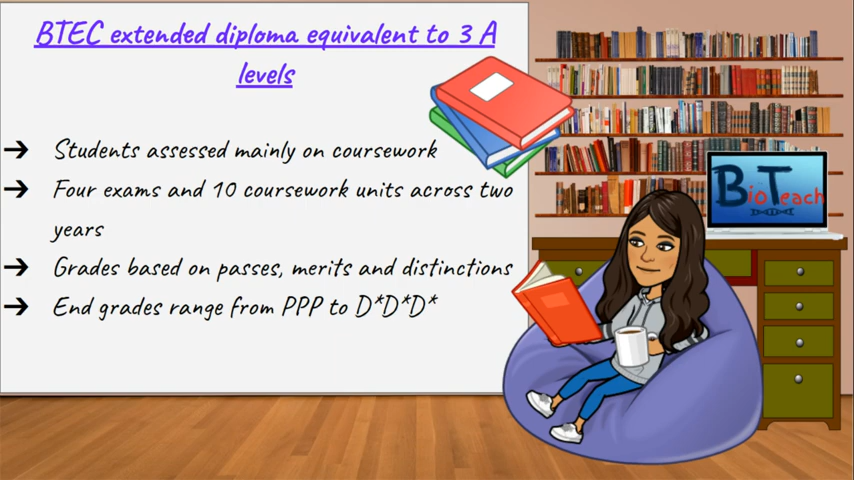 BTEC extended diploma equivalent to 3 A
levels
➔ Students assessed mainly on coursework
➔ Four exams and 10 coursework units across two
years
➔ Grades based on passes, merits and distinctions
➔ End grades range from PPP to D*D*D*
BioTeach